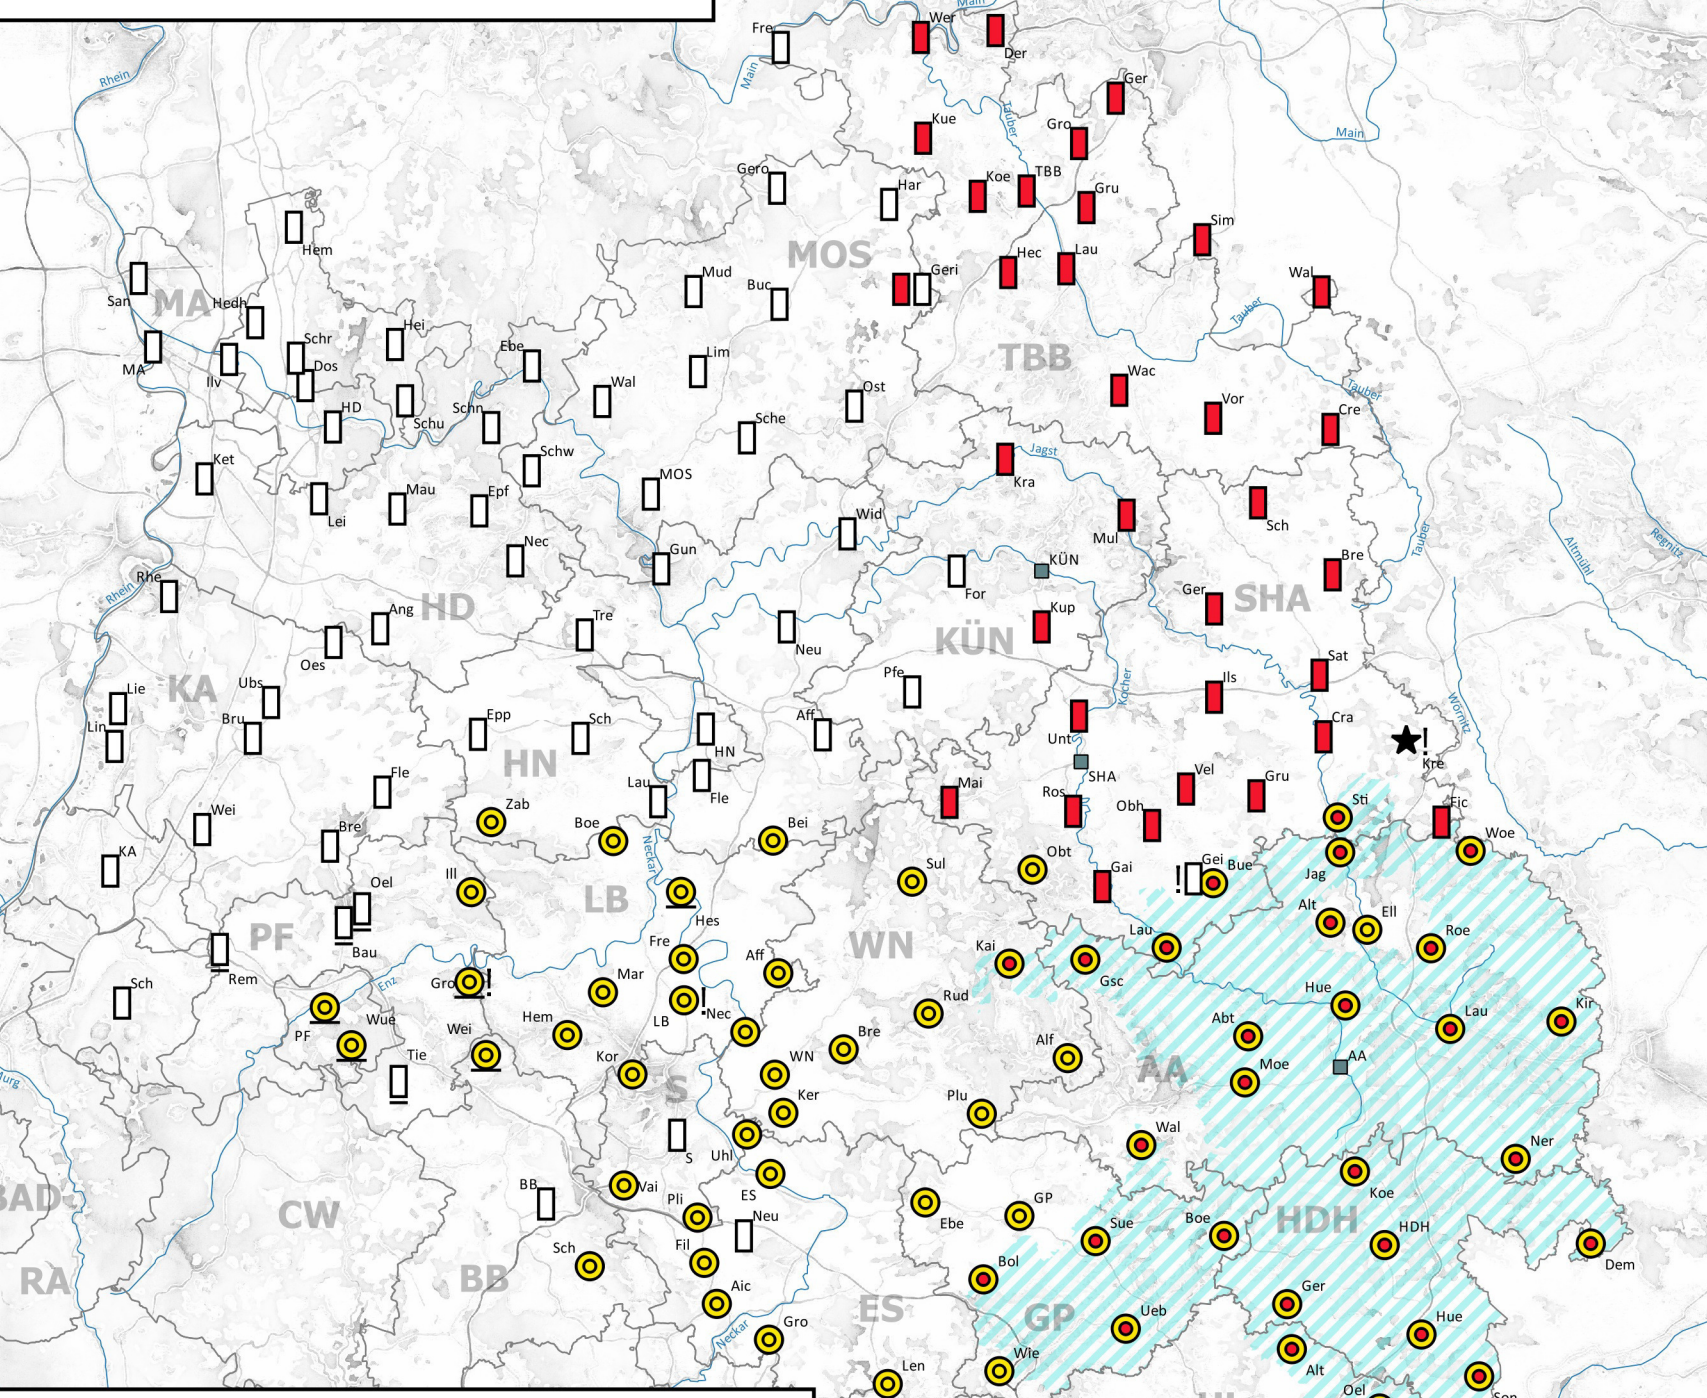 Main
Fre
Wer
Der
Rhein
Main
Ger
Tauber
Kue
Gro
Main
Gero
Har
Koe
TBB
Gru
Sim
Hem
MOS
Hec
Lau
Wal
San
MA
Hedh
Mud
Buc
Geri
Tauber
Hei
Schr
MA
Ilv
Dos
Ebe
Lim
TBB
Wal
Ost
Wac
Tauber
HD
Schu
Schn
Sche
Vor
Cre
Ket
Schw
Jagst
Kra
Lei
Mau
Epf
MOS
Wid
Mul
Sch
Tauber
Altmühl
Regnitz
Nec
Gun
KÜN
Bre
Rhe
Rhein
For
Ger
SHA
Ang
HD
Tre
Neu
Kup
KÜN
Oes
Sat
Lie
KA
Ubs
Pfe
Kocher
Ils
Wörnitz
Lin
Bru
Epp
Sch
HN
Aff
Unt
Cra
!
Kre
HN
Fle
Lau
Fle
Mai
SHA
Vel
Gru
Wei
Zab
Boe
Bei
Ros
Obh
Sti
Fic
Bre
Neckar
Woe
KA
Sul
Obt
Gei
!
Bue
Jag
Oel
Ill
LB
Hes
Gai
Alt
Ell
PF
Bau
WN
Lau
Roe
Rem
Fre
Aff
Kai
Gsc
Sch
Enz
Gro
!
Mar
LB
!
Nec
Rud
Hue
Lau
Kir
PF
Wue
Wei
Hem
Bre
Abt
Tie
Kor
WN
Alf
AA
Moe
AA
Murg
S
Ker
Plu
Wal
S
Uhl
Ner
BAD
CW
BB
Vai
Pli
ES
Koe
Neu
Ebe
GP
Sue
Boe
HDH
HDH
Sch
Fil
Dem
RA
BB
Aic
Bol
Ger
ES
GP
Ueb
Neckar
Gro
Hue
Len
Wie
Alt
Oel